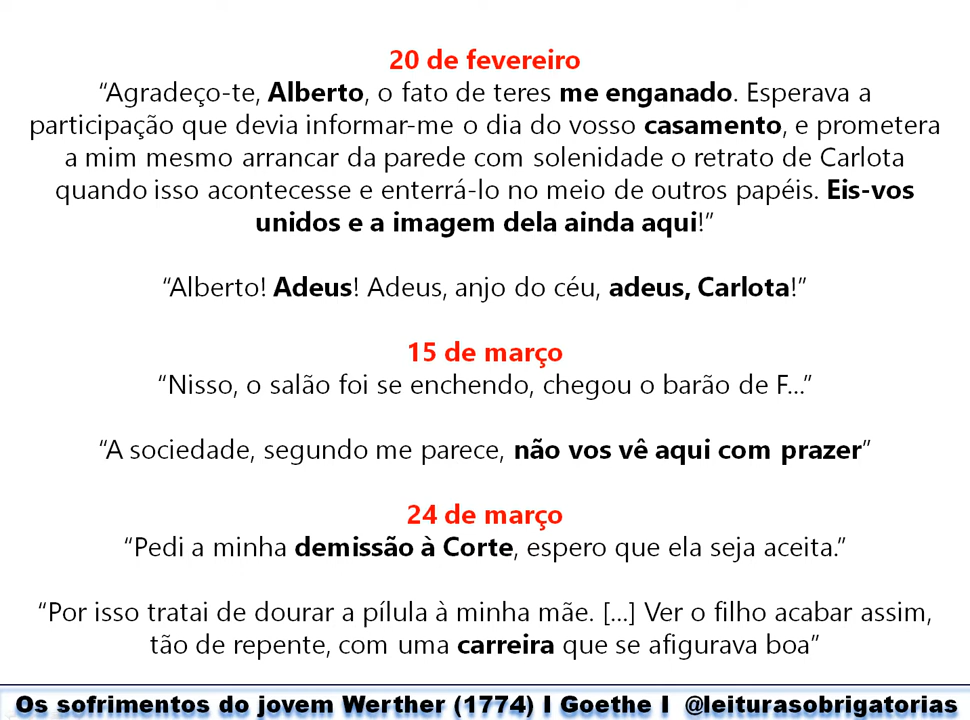 20 de fevereiro
“Agradeço-te, Alberto, o fato de teres me enganado. Esperava a
participação que devia informar-me o dia do vosso casamento, e prometera
a mim mesmo arrancar da parede com solenidade o retrato de Carlota
quando isso acontecesse e enterrá-lo no meio de outros papéis. Eis-vos
unidos e a imagem dela ainda aqui!”
“Alberto! Adeus! Adeus, anjo do céu, adeus, Carlota!”
15 de março
“Nisso, o salão foi se enchendo, chegou o barão de F...”
“A sociedade, segundo me parece, não vos vê aqui com prazer”
24 de março
“Pedi a minha demissão à Corte, espero que ela seja aceita.”
“Por isso tratai de dourar a pílula à minha mãe. [...] Ver o filho acabar assim,
tão de repente, com uma carreira que se afigurava boa”
Os sofrimentos do jovem Werther (1774) I Goethe I @leiturasobrigatorias